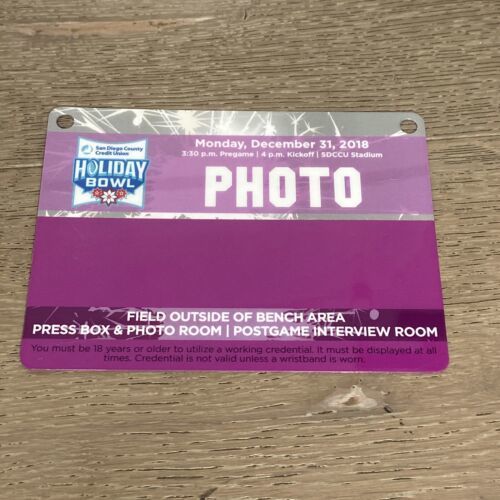 San Diego County
Credit Union
HOLIDAY
BOWL
Monday, December 31, 2018
3:30 p.m. Pregame | 4 p.m. Kickoff | SDCCU Stadium
PHOTO
FIELD OUTSIDE OF BENCH AREA
PRESS BOX & PHOTO ROOM | POSTGAME INTERVIEW ROOM
You must be 18 years or older to utilize a working credential. It must be displayed at all
times. Credential is not valid unless a wristband is worn.